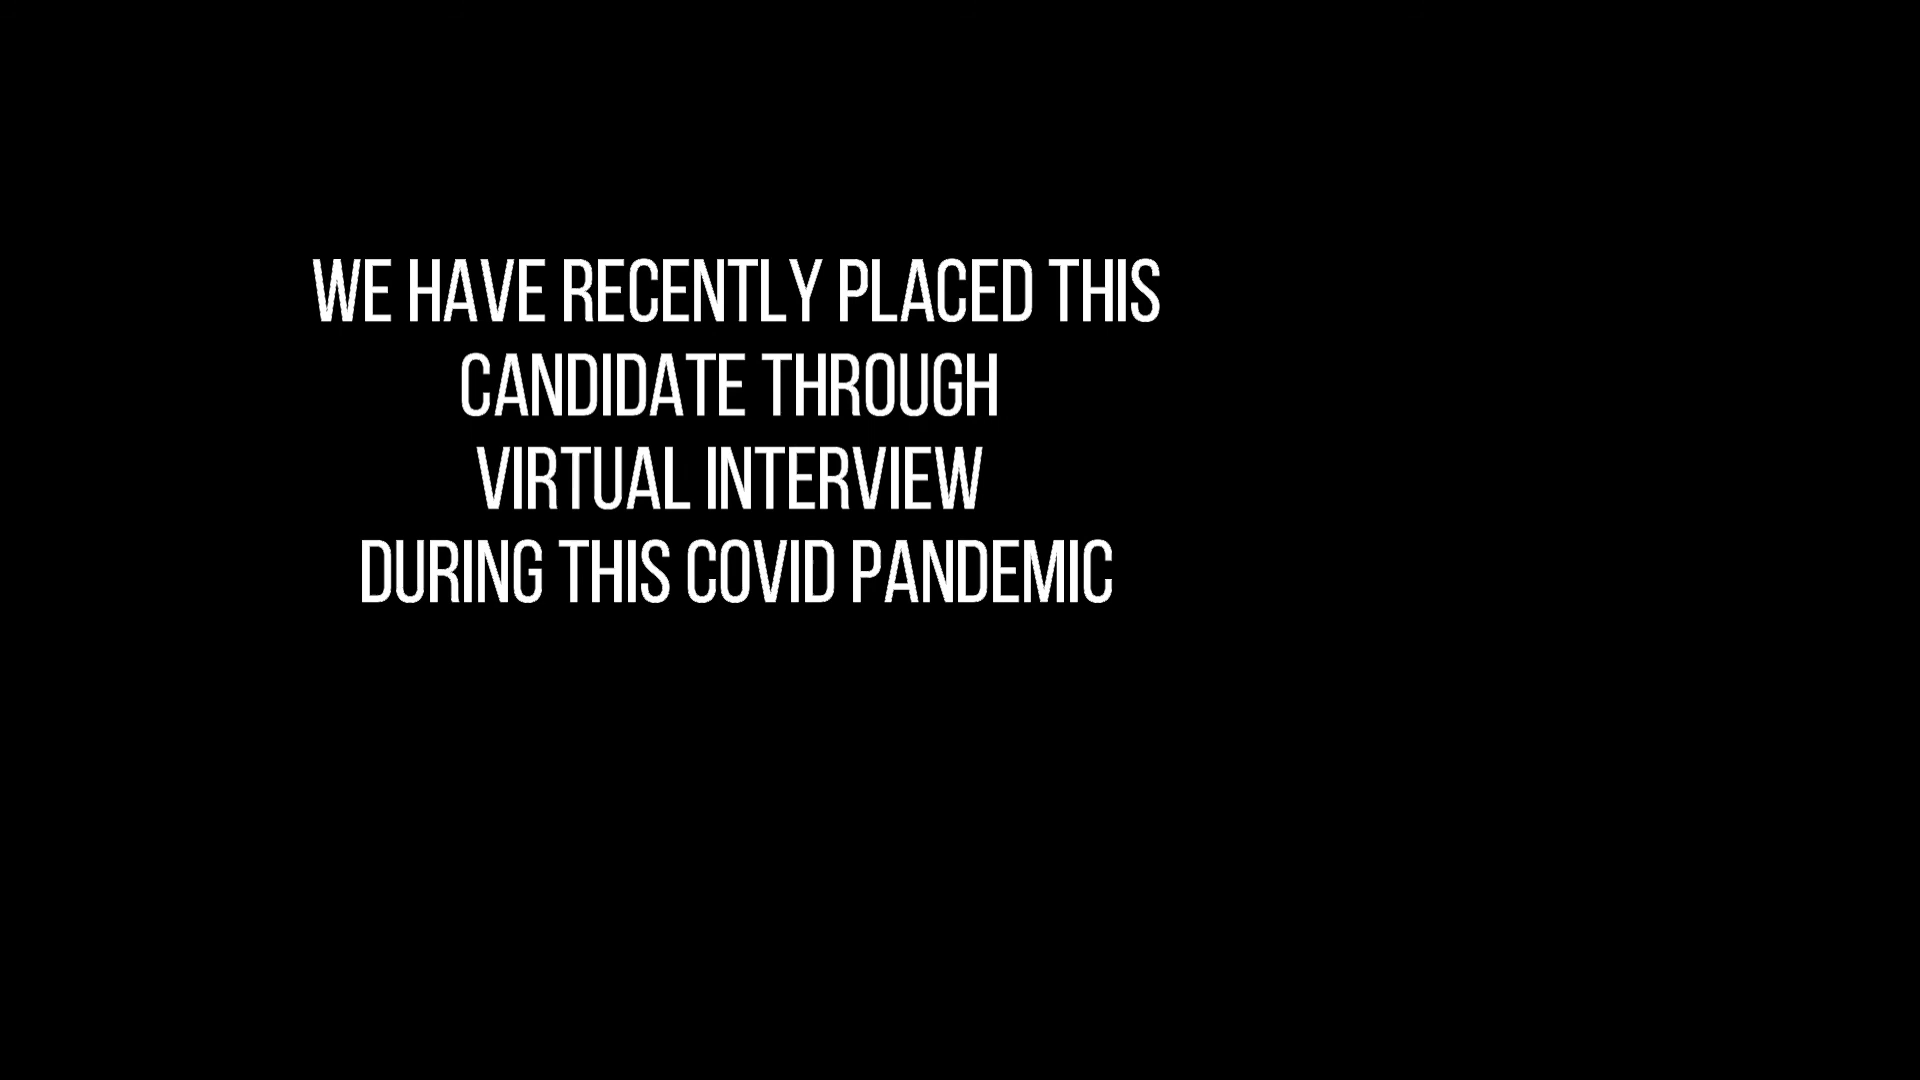 WE HAVE RECENTLY PLACED THIS
CANDIDATE THROUGH
VIRTUAL INTERVIEW
DURING THIS COVID PANDEMIC